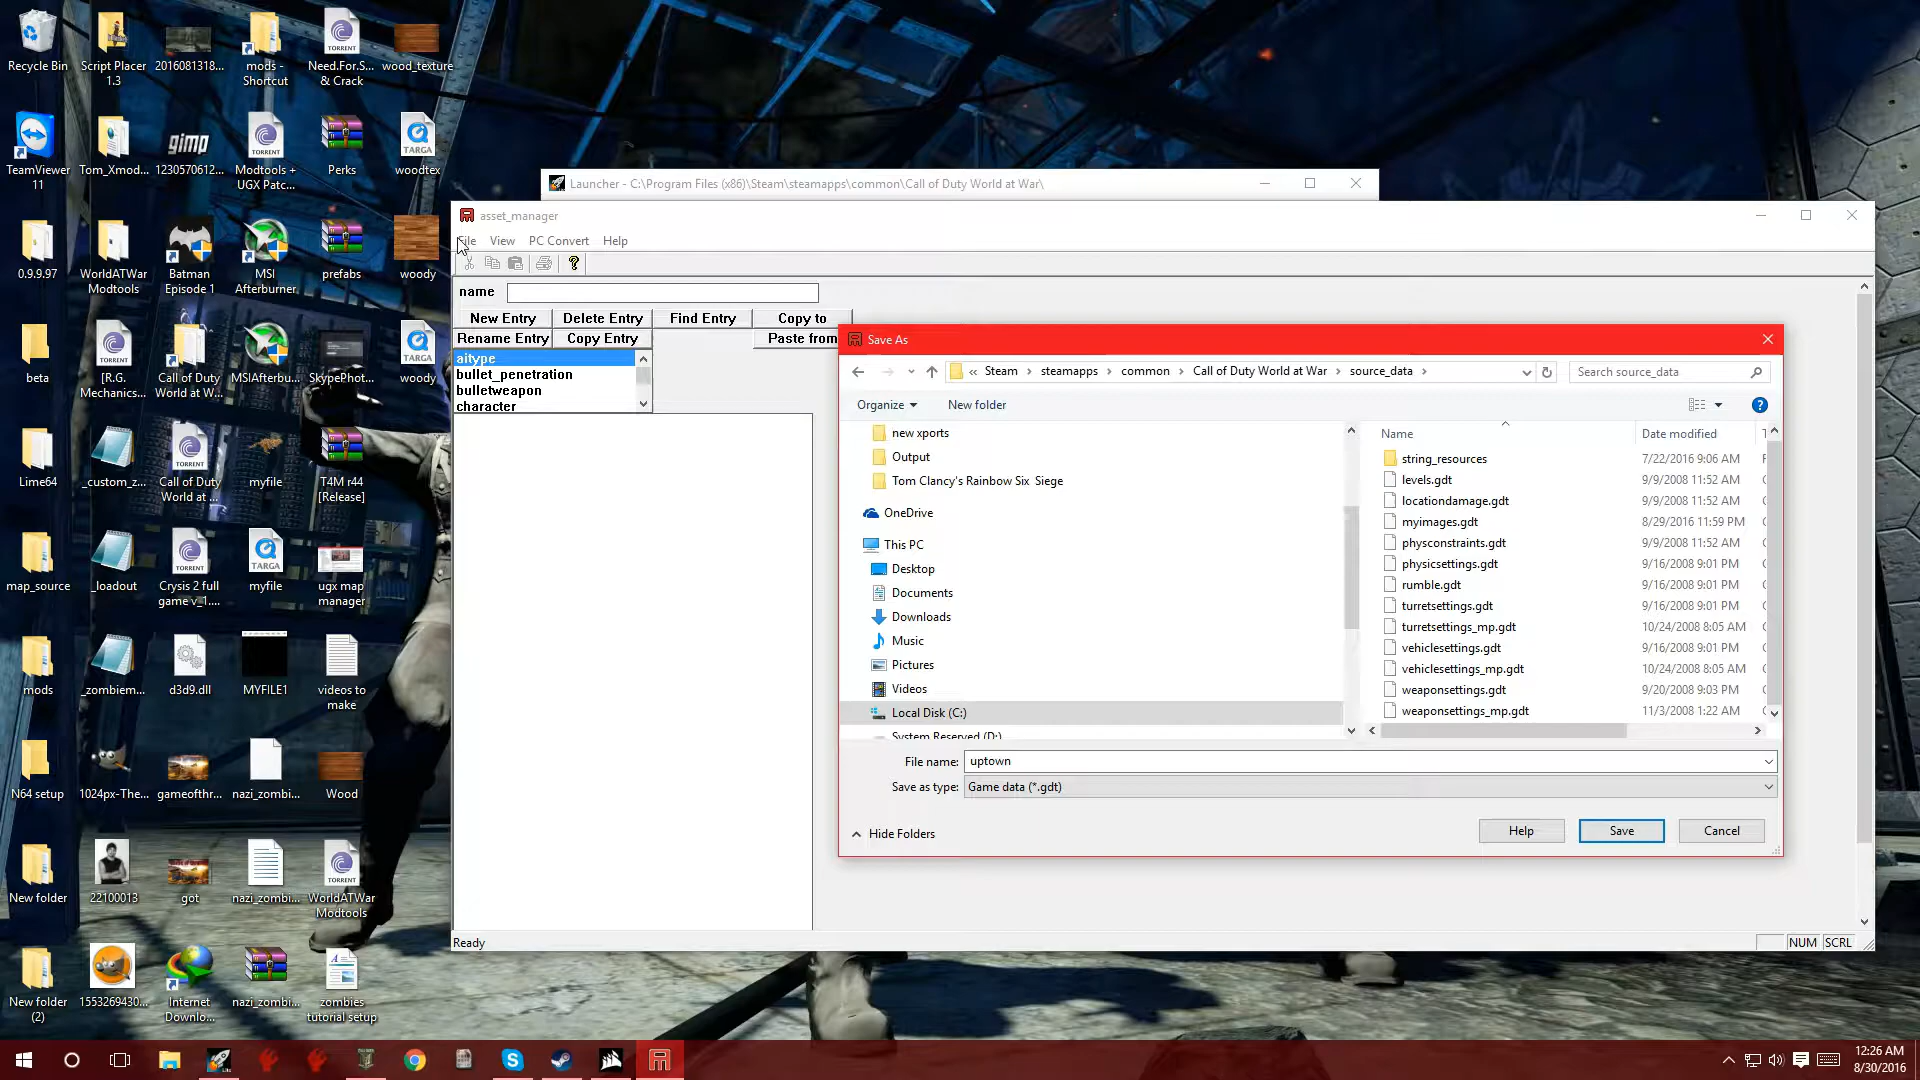 Recycle Bin
Script Placer
1.3
2016081318...
mods -
Shortcut
Need.For.S...
& Crack
wood_texture
TORRENT
TeamViewer
11
Tom_Xmod...
gimp
1230570612...
Modtools +
UGX Patc...
Perks
woodtex
TORRENT
TARGA
0.9.9.97
WorldATWar
Modtools
Batman
Episode 1
MSI
Afterburner
prefabs
woody
beta
[R.G.
Mechanics...
Call of Duty
World at W...
MSIAfterbu...
SkypePhot...
woody
TORRENT
TARGA
Lime64
_custom_z...
Call of Duty
World at ...
myfile
T4M r44
[Release]
TORRENT
map_source
_loadout
Crysis 2 full
game v_1....
myfile
ugx map
manager
TORRENT
TARGA
mods
_zombiem...
d3d9.dll
MYFILE1
videos to
make
N64 setup
1024px-The...
gameofthr...
nazi_zombi...
Wood
New folder
22100013
got
nazi_zombi...
WorldATWar
Modtools
TORRENT
New folder
(2)
1553269430...
Internet
Downlo...
nazi_zombi...
zombies
tutorial setup
Launcher - C:\Program Files (x86)\Steam\steamapps\common\Call of Duty World at War\
asset_manager
File View PC Convert Help
name
New Entry Delete Entry Find Entry Copy to
Rename Entry Copy Entry Paste from
aitype
bullet_penetration
bulletweapon
character
Ready
NUM SCRL
Save As
« Steam › steamapps › common › Call of Duty World at War › source_data ›
Search source_data
Organize New folder
new xports
Output
Tom Clancy's Rainbow Six Siege
OneDrive
This PC
Desktop
Documents
Downloads
Music
Pictures
Videos
Local Disk (C:)
System Reserved (D:)
Name Date modified
string_resources 7/22/2016 9:06 AM
levels.gdt 9/9/2008 11:52 AM
locationdamage.gdt 9/9/2008 11:52 AM
myimages.gdt 8/29/2016 11:59 PM
physconstraints.gdt 9/9/2008 11:52 AM
physicsettings.gdt 9/16/2008 9:01 PM
rumble.gdt 9/16/2008 9:01 PM
turretsettings.gdt 9/16/2008 9:01 PM
turretsettings_mp.gdt 10/24/2008 8:05 AM
vehiclesettings.gdt 9/16/2008 9:01 PM
vehiclesettings_mp.gdt 10/24/2008 8:05 AM
weaponsettings.gdt 9/20/2008 9:03 PM
weaponsettings_mp.gdt 11/3/2008 1:22 AM
File name: uptown
Save as type: Game data (*.gdt)
Hide Folders
Help Save Cancel
12:26 AM
8/30/2016